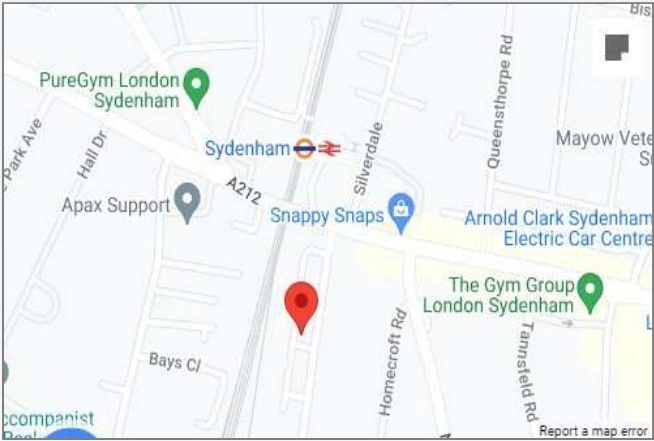 Bis
PureGym London
Sydenham
Queensthorpe Rd
Park Ave
Hall Dr
Sydenham
Silverdale
Mayow Vete
A212
Apax Support
Snappy Snaps
Arnold Clark Sydenham
Electric Car Centre
The Gym Group
London Sydenham
Homecroft Rd
Tannsfeld Rd
Bays Cl
ccompanist
Report a map error